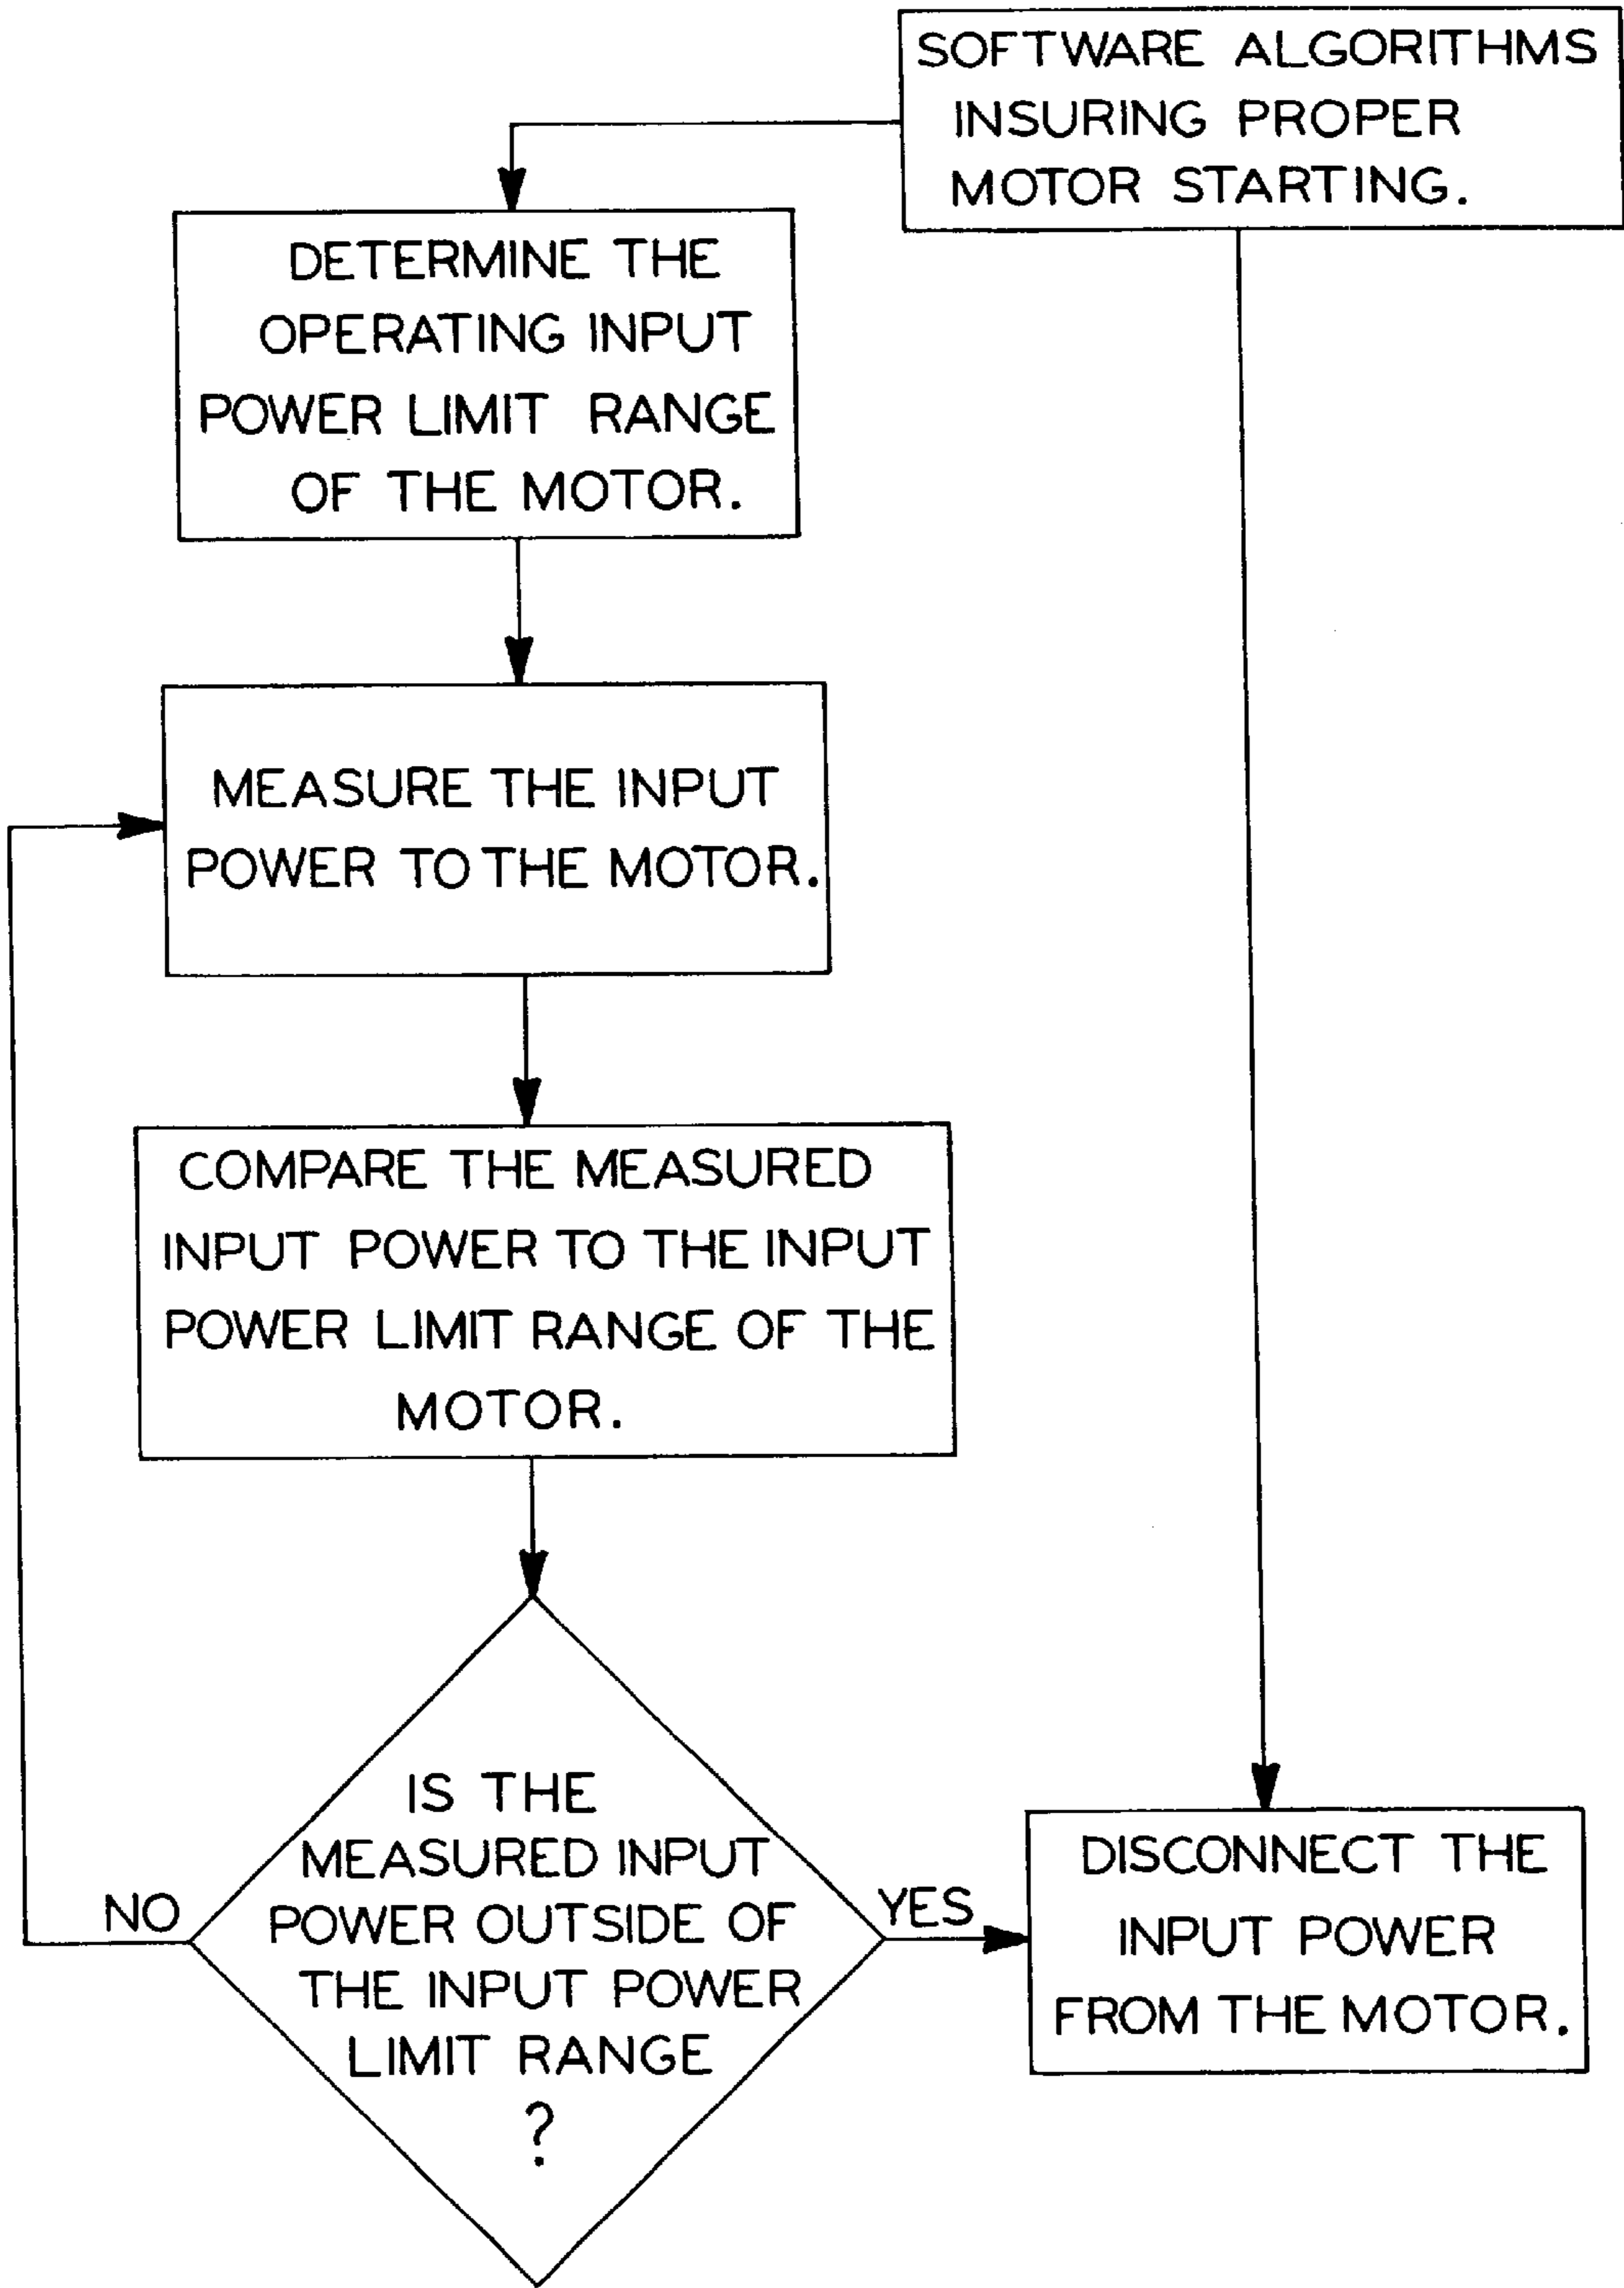 SOFTWARE ALGORITHMS
INSURING PROPER
MOTOR STARTING.
DETERMINE THE
OPERATING INPUT
POWER LIMIT RANGE
OF THE MOTOR.
MEASURE THE INPUT
POWER TO THE MOTOR.
COMPARE THE MEASURED
INPUT POWER TO THE INPUT
POWER LIMIT RANGE OF THE
MOTOR.
IS THE
MEASURED INPUT
POWER OUTSIDE OF
THE INPUT POWER
LIMIT RANGE
?
NO
YES
DISCONNECT THE
INPUT POWER
FROM THE MOTOR.